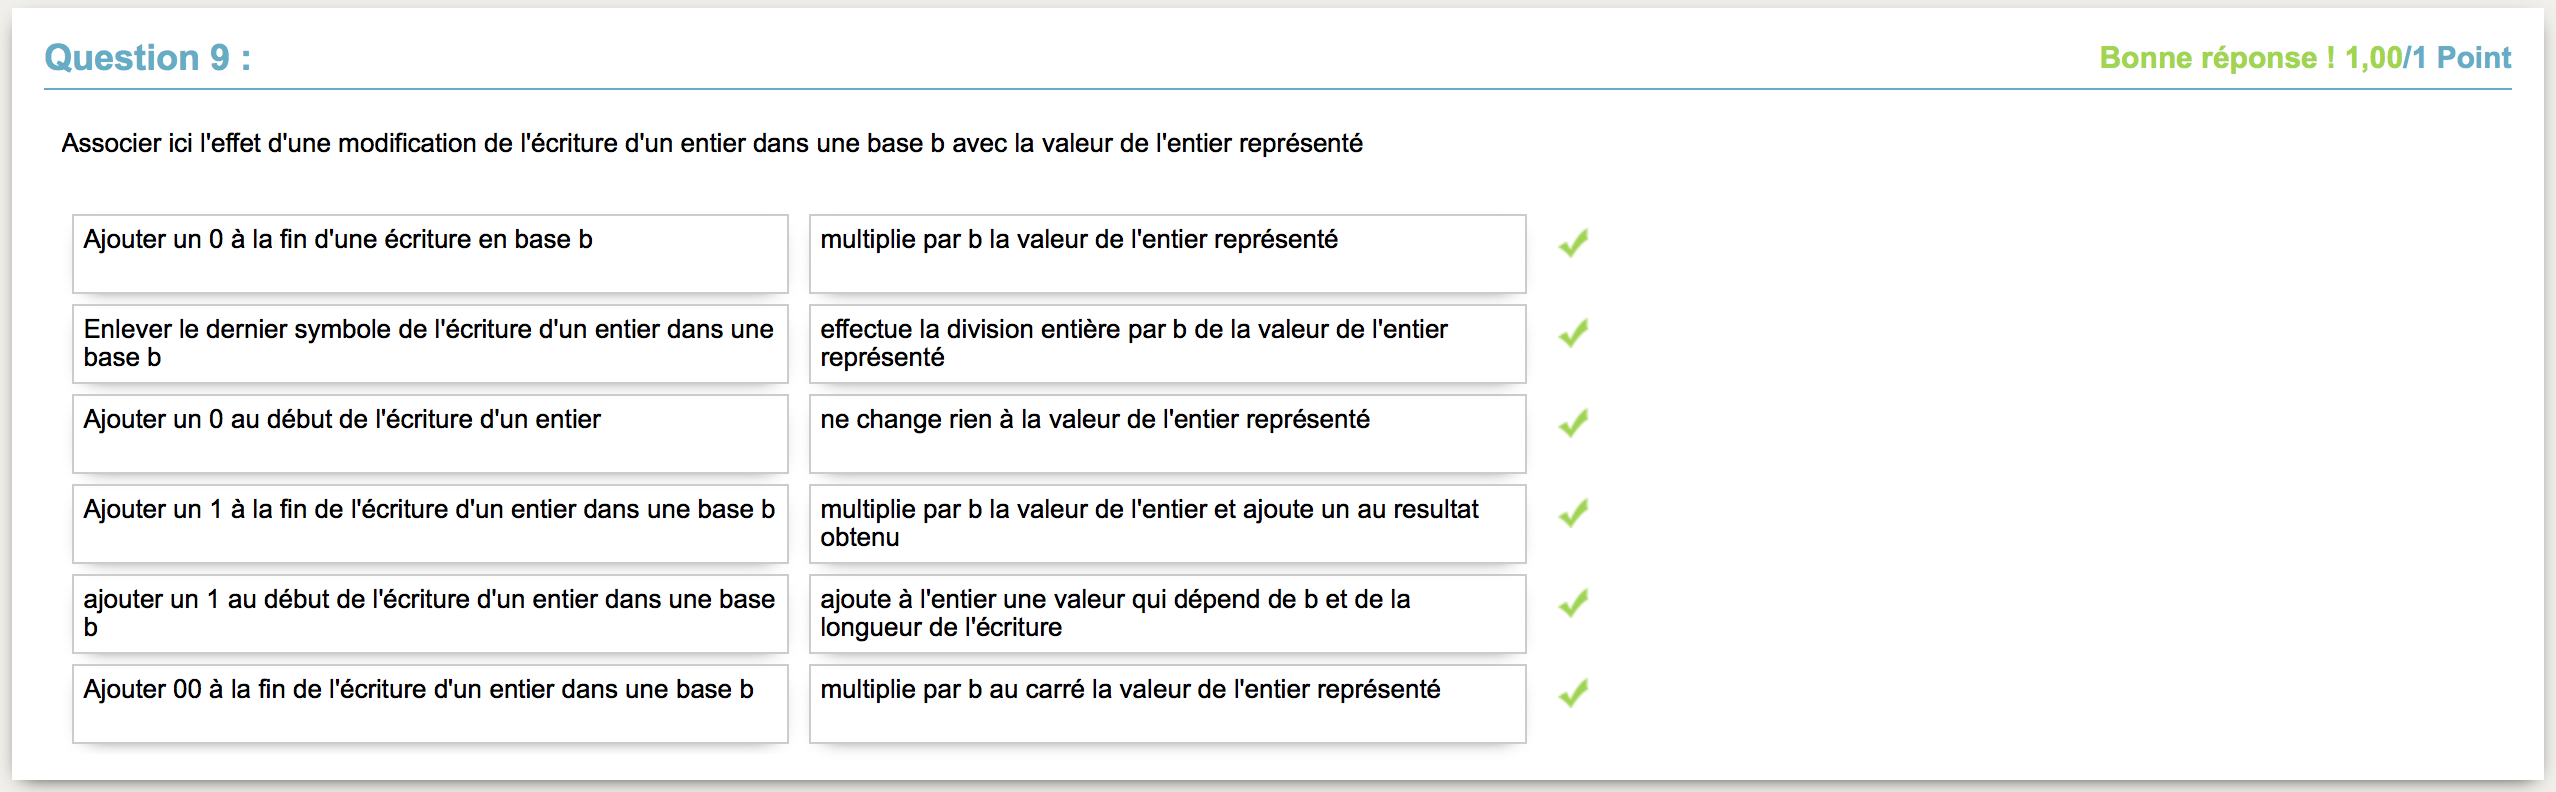 Question 9 :
Bonne réponse ! 1,00/1 Point
Associer ici l'effet d'une modification de l'écriture d'un entier dans une base b avec la valeur de l'entier représenté
Ajouter un 0 à la fin d'une écriture en base b
multiplie par b la valeur de l'entier représenté
Enlever le dernier symbole de l'écriture d'un entier dans une
base b
effectue la division entière par b de la valeur de l'entier
représenté
Ajouter un 0 au début de l'écriture d'un entier
ne change rien à la valeur de l'entier représenté
Ajouter un 1 à la fin de l'écriture d'un entier dans une base b
multiplie par b la valeur de l'entier et ajoute un au resultat
obtenu
ajouter un 1 au début de l'écriture d'un entier dans une base
b
ajoute à l'entier une valeur qui dépend de b et de la
longueur de l'écriture
Ajouter 00 à la fin de l'écriture d'un entier dans une base b
multiplie par b au carré la valeur de l'entier représenté